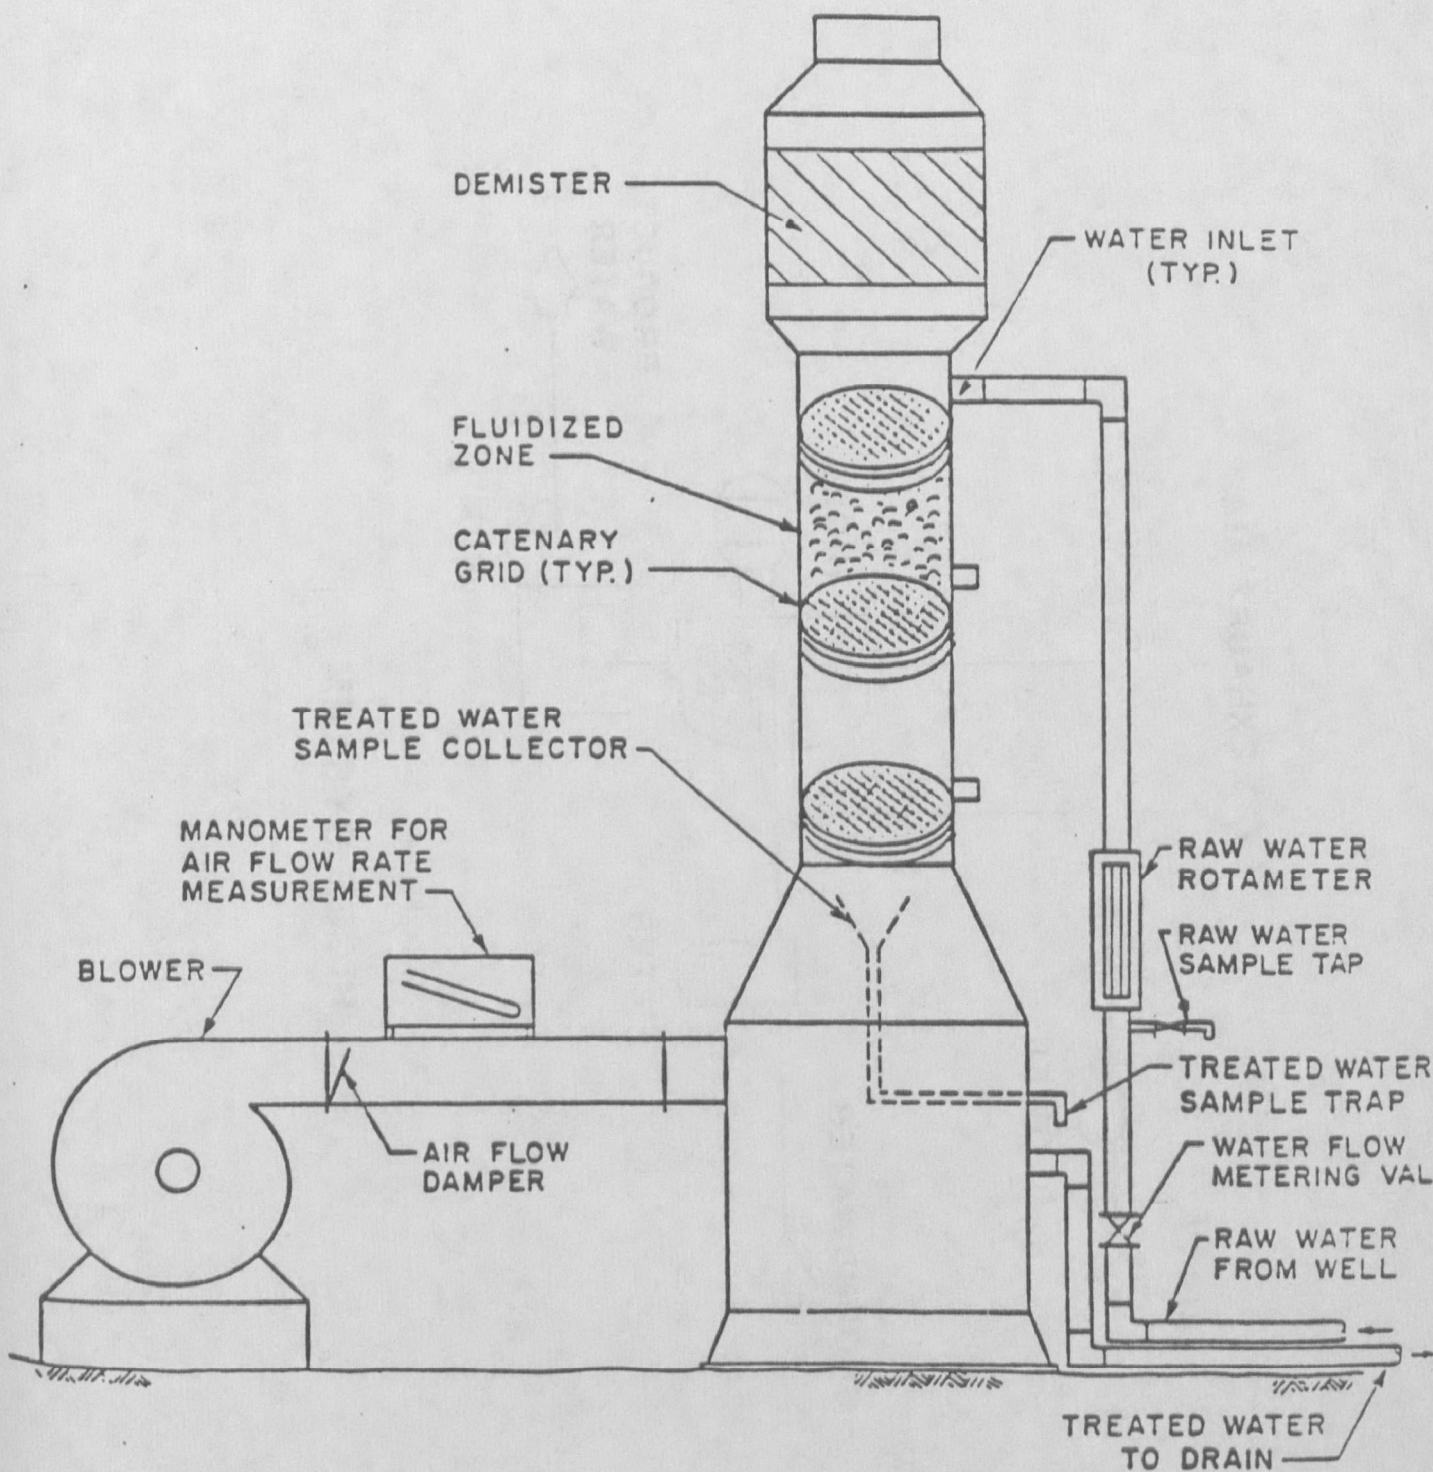 DEMISTER
WATER INLET
(TYP.)
FLUIDIZED
ZONE
CATENARY
GRID (TYP.)
TREATED WATER
SAMPLE COLLECTOR
MANOMETER FOR
AIR FLOW RATE
MEASUREMENT
BLOWER
RAW WATER
ROTAMETER
RAW WATER
SAMPLE TAP
TREATED WATER
SAMPLE TRAP
AIR FLOW
DAMPER
WATER FLOW
METERING VAL
RAW WATER
FROM WELL
TREATED WATER
TO DRAIN